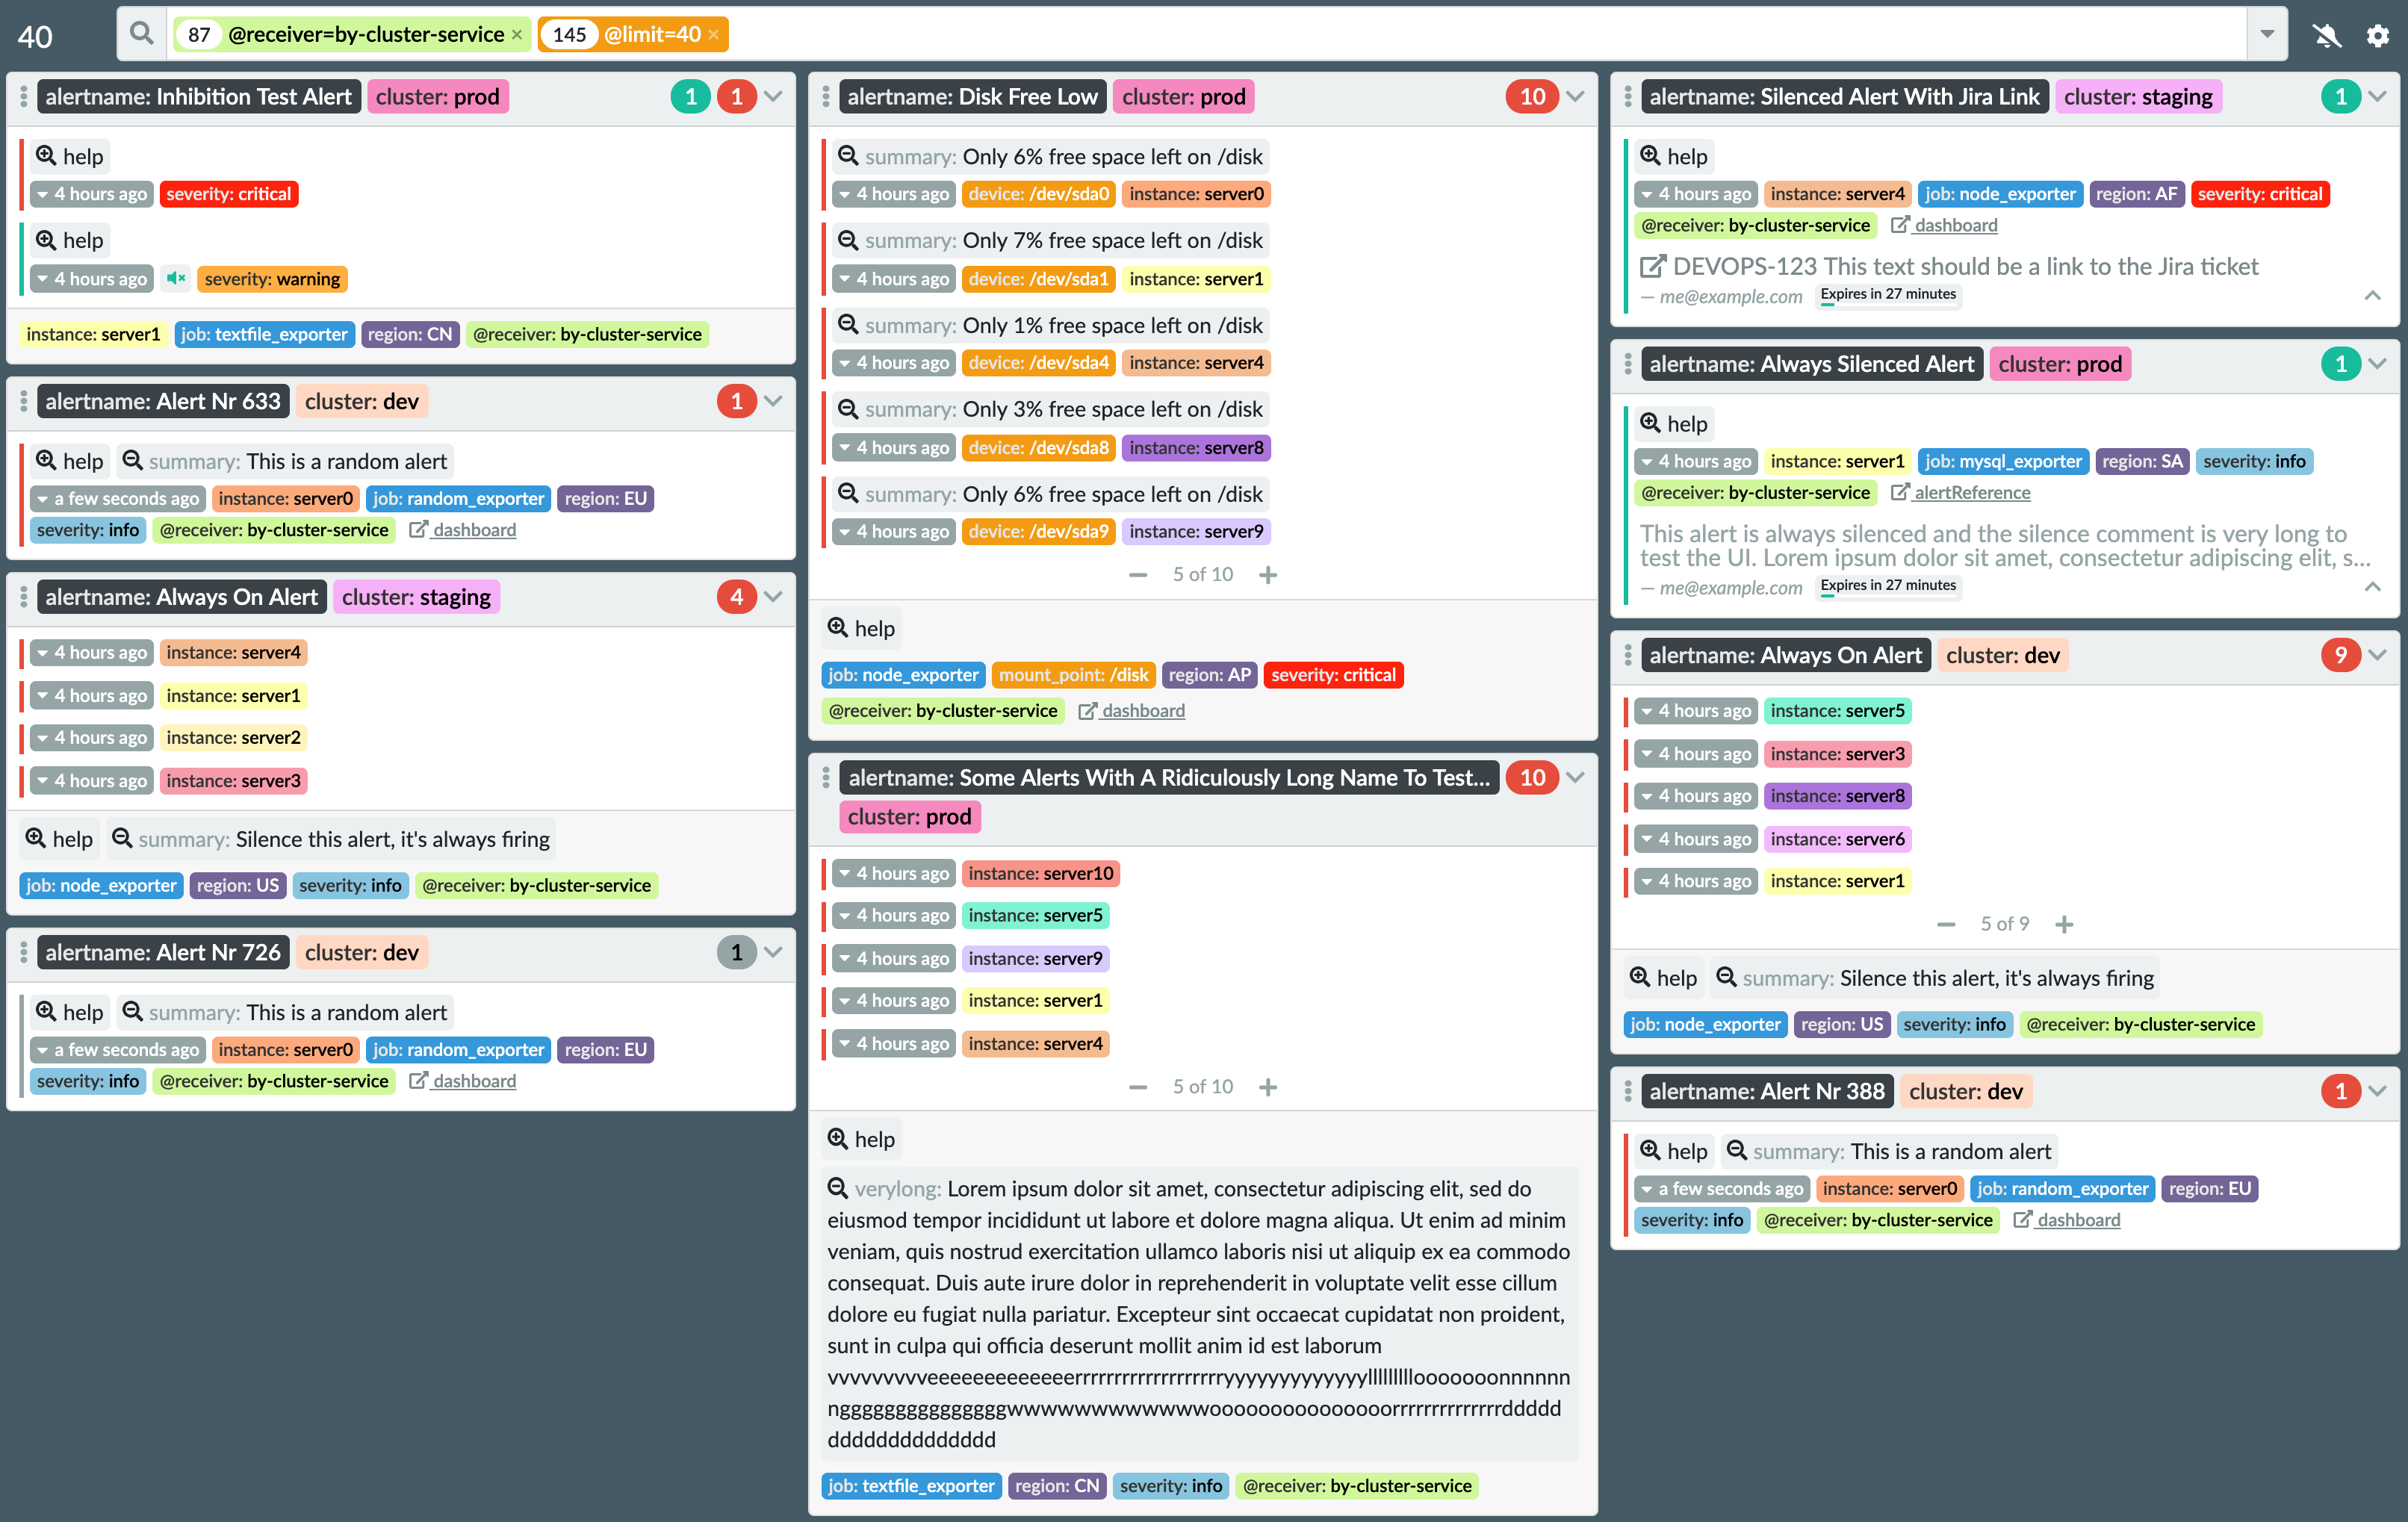 40
87 @receiver=by-cluster-service × 145 @limit=40 ×
alertname: Inhibition Test Alert cluster: prod 1 1
help
4 hours ago severity: critical
help
4 hours ago severity: warning
instance: server1 job: textfile_exporter region: CN @receiver: by-cluster-service
alertname: Alert Nr 633 cluster: dev 1
help summary: This is a random alert
a few seconds ago instance: server0 job: random_exporter region: EU
severity: info @receiver: by-cluster-service dashboard
alertname: Always On Alert cluster: staging 4
4 hours ago instance: server4
4 hours ago instance: server1
4 hours ago instance: server2
4 hours ago instance: server3
help summary: Silence this alert, it's always firing
job: node_exporter region: US severity: info @receiver: by-cluster-service
alertname: Alert Nr 726 cluster: dev 1
help summary: This is a random alert
a few seconds ago instance: server0 job: random_exporter region: EU
severity: info @receiver: by-cluster-service dashboard
alertname: Disk Free Low cluster: prod 10
summary: Only 6% free space left on /disk
4 hours ago device: /dev/sda0 instance: server0
summary: Only 7% free space left on /disk
4 hours ago device: /dev/sda1 instance: server1
summary: Only 1% free space left on /disk
4 hours ago device: /dev/sda4 instance: server4
summary: Only 3% free space left on /disk
4 hours ago device: /dev/sda8 instance: server8
summary: Only 6% free space left on /disk
4 hours ago device: /dev/sda9 instance: server9
5 of 10
help
job: node_exporter mount_point: /disk region: AP severity: critical
@receiver: by-cluster-service dashboard
alertname: Some Alerts With A Ridiculously Long Name To Test... 10
cluster: prod
4 hours ago instance: server10
4 hours ago instance: server5
4 hours ago instance: server9
4 hours ago instance: server1
4 hours ago instance: server4
5 of 10
help
verylong: Lorem ipsum dolor sit amet, consectetur adipiscing elit, sed do
eiusmod tempor incididunt ut labore et dolore magna aliqua. Ut enim ad minim
veniam, quis nostrud exercitation ullamco laboris nisi ut aliquip ex ea commodo
consequat. Duis aute irure dolor in reprehenderit in voluptate velit esse cillum
dolore eu fugiat nulla pariatur. Excepteur sint occaecat cupidatat non proident,
sunt in culpa qui officia deserunt mollit anim id est laborum
vvvvvvvvveeeeeeeeeeeeerrrrrrrrrrrrrrrrrrrryyyyyyyyyyyyylllllllllooooooonnnnnn
ngggggggggggggggwwwwwwwwwwwwooooooooooooooorrrrrrrrrrrrrrddddd
ddddddddddddddd
job: textfile_exporter region: CN severity: info @receiver: by-cluster-service
alertname: Silenced Alert With Jira Link cluster: staging 1
help
4 hours ago instance: server4 job: node_exporter region: AF severity: critical
@receiver: by-cluster-service dashboard
DEVOPS-123 This text should be a link to the Jira ticket
— me@example.com Expires in 27 minutes
alertname: Always Silenced Alert cluster: prod 1
help
4 hours ago instance: server1 job: mysql_exporter region: SA severity: info
@receiver: by-cluster-service alertReference
This alert is always silenced and the silence comment is very long to
test the UI. Lorem ipsum dolor sit amet, consectetur adipiscing elit, s...
— me@example.com Expires in 27 minutes
alertname: Always On Alert cluster: dev 9
4 hours ago instance: server5
4 hours ago instance: server3
4 hours ago instance: server8
4 hours ago instance: server6
4 hours ago instance: server1
5 of 9
help summary: Silence this alert, it's always firing
job: node_exporter region: US severity: info @receiver: by-cluster-service
alertname: Alert Nr 388 cluster: dev 1
help summary: This is a random alert
a few seconds ago instance: server0 job: random_exporter region: EU
severity: info @receiver: by-cluster-service dashboard